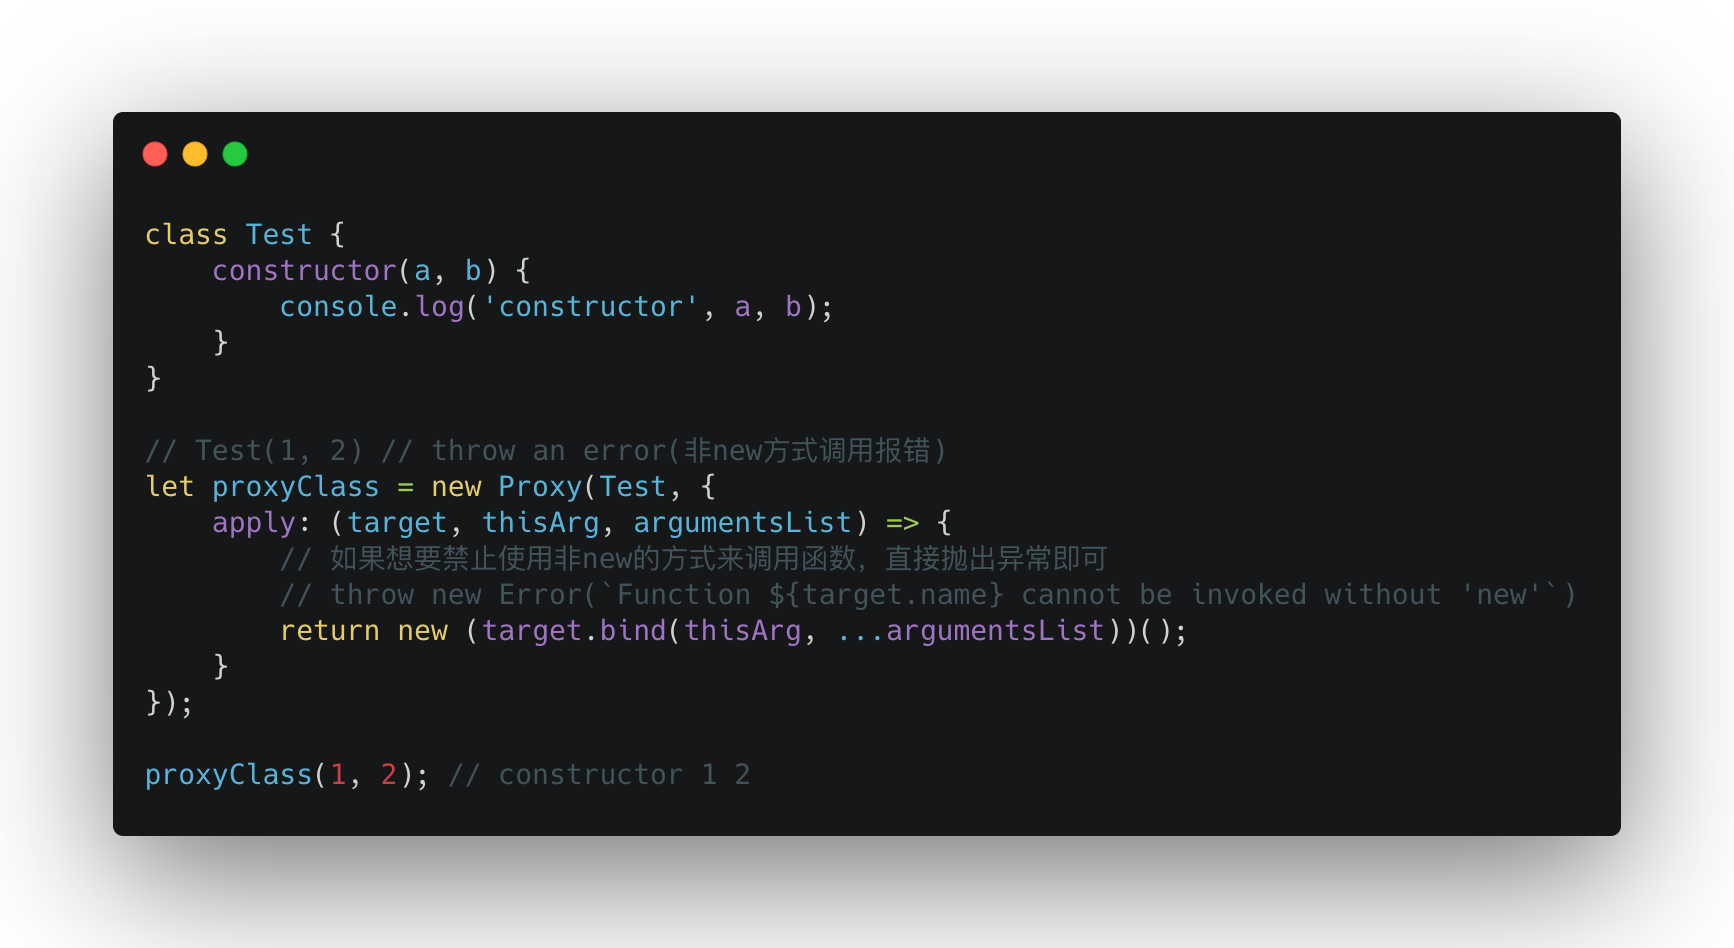 class Test {
    constructor(a, b) {
        console.log('constructor', a, b);
    }
}

// Test(1, 2) // throw an error(非new方式调用报错)
let proxyClass = new Proxy(Test, {
    apply: (target, thisArg, argumentsList) => {
        // 如果想要禁止使用非new的方式来调用函数，直接抛出异常即可
        // throw new Error(`Function ${target.name} cannot be invoked without 'new'`)
        return new (target.bind(thisArg, ...argumentsList))();
    }
});

proxyClass(1, 2); // constructor 1 2